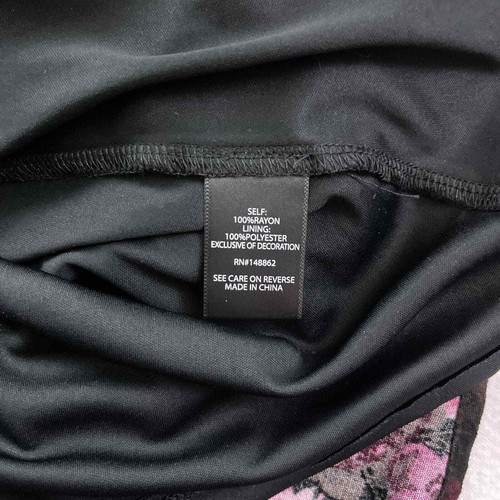 SELF:
100%RAYON
LINING:
100%POLYESTER
EXCLUSIVE OF DECORATION
RN#148862
SEE CARE ON REVERSE
MADE IN CHINA